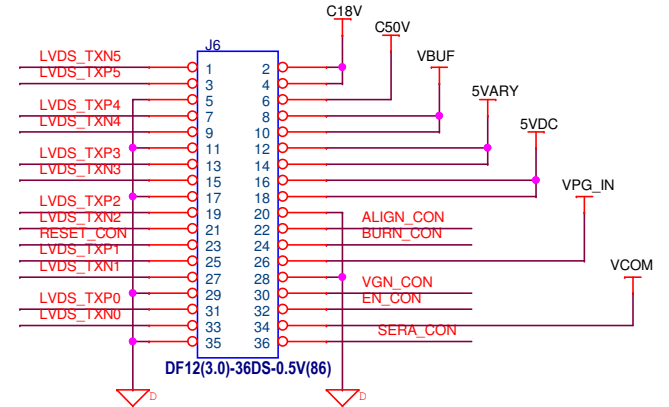 C18V
C50V
J6
LVDS_TXN5 1 2 VBUF
LVDS_TXP5 3 4
5 6 5VARY
LVDS_TXP4 7 8
LVDS_TXN4 9 10 5VDC
11 12
LVDS_TXP3 13 14
LVDS_TXN3 15 16
17 18 VPG_IN
LVDS_TXP2 19 20
LVDS_TXN2 21 22 ALIGN_CON
RESET_CON 23 24 BURN_CON
LVDS_TXP1 25 26 VCOM
LVDS_TXN1 27 28
29 30 VGN_CON
LVDS_TXP0 31 32 EN_CON
LVDS_TXN0 33 34
35 36 SERA_CON
DF12(3.0)-36DS-0.5V(86)
D D